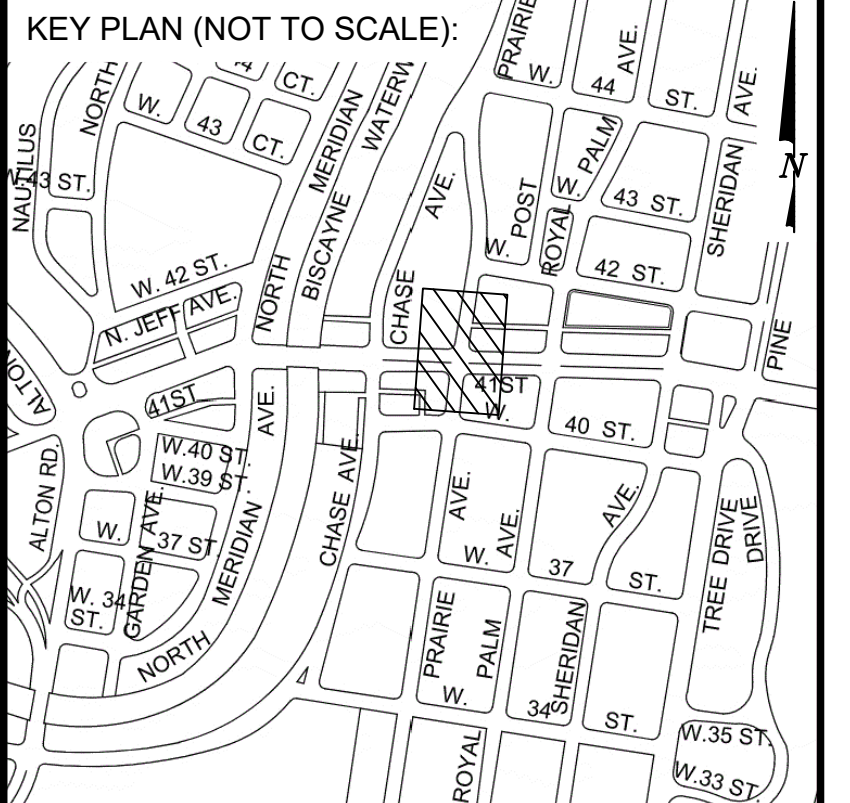 KEY PLAN (NOT TO SCALE):
PRAIRIE
W.
44
AVE.
ST.
AVE.
CT.
NORTH
W.
43
CT.
MERIDIAN
WATERW
NAUTILUS
W.43 ST.
PALM
W.
43 ST.
SHERIDAN
N
AVE.
POST
W.
ROYAL
42 ST.
BISCAYNE
NORTH
W. 42 ST.
N. JEFF AVE.
CHASE
PINE
ALTON
41ST
41ST
W.
AVE.
40 ST.
W.40 ST.
W.39 ST.
ALTON RD.
CHASE AVE.
AVE.
AVE.
AVE.
W.
37 ST.
GARDEN AVE.
MERIDIAN
W.
37
ST.
TREE DRIVE
DRIVE
W. 34
ST.
NORTH
PRAIRIE
PALM
W.
SHERIDAN
34
ST.
ROYAL
W.35 ST.
W.33 ST.